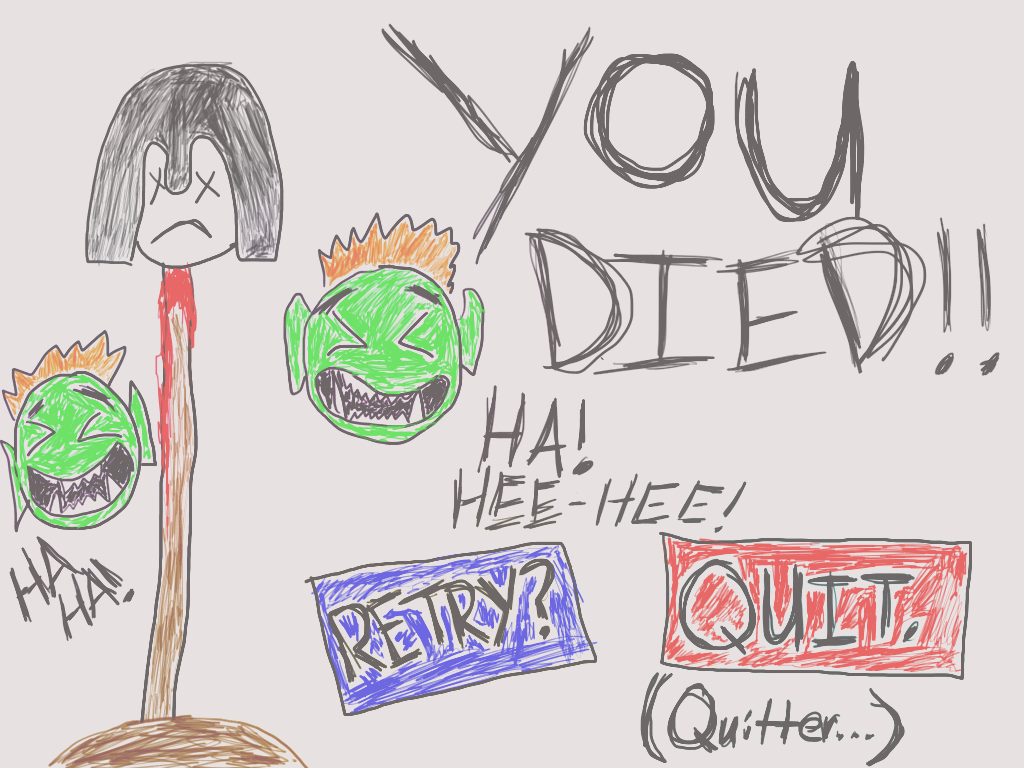 YOU
DIED!!
HA!
HEE-HEE!
HA
HA!
RETRY?
QUIT.
(Quitter...)